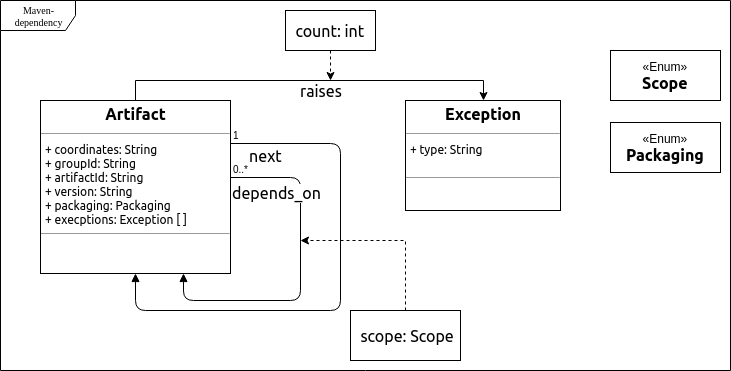 Maven-
dependency
count: int
raises
«Enum»
Scope
«Enum»
Packaging
Artifact
+ coordinates: String
+ groupId: String
+ artifactId: String
+ version: String
+ packaging: Packaging
+ execptions: Exception [ ]
1
next
0..*
depends_on
Exception
+ type: String
scope: Scope